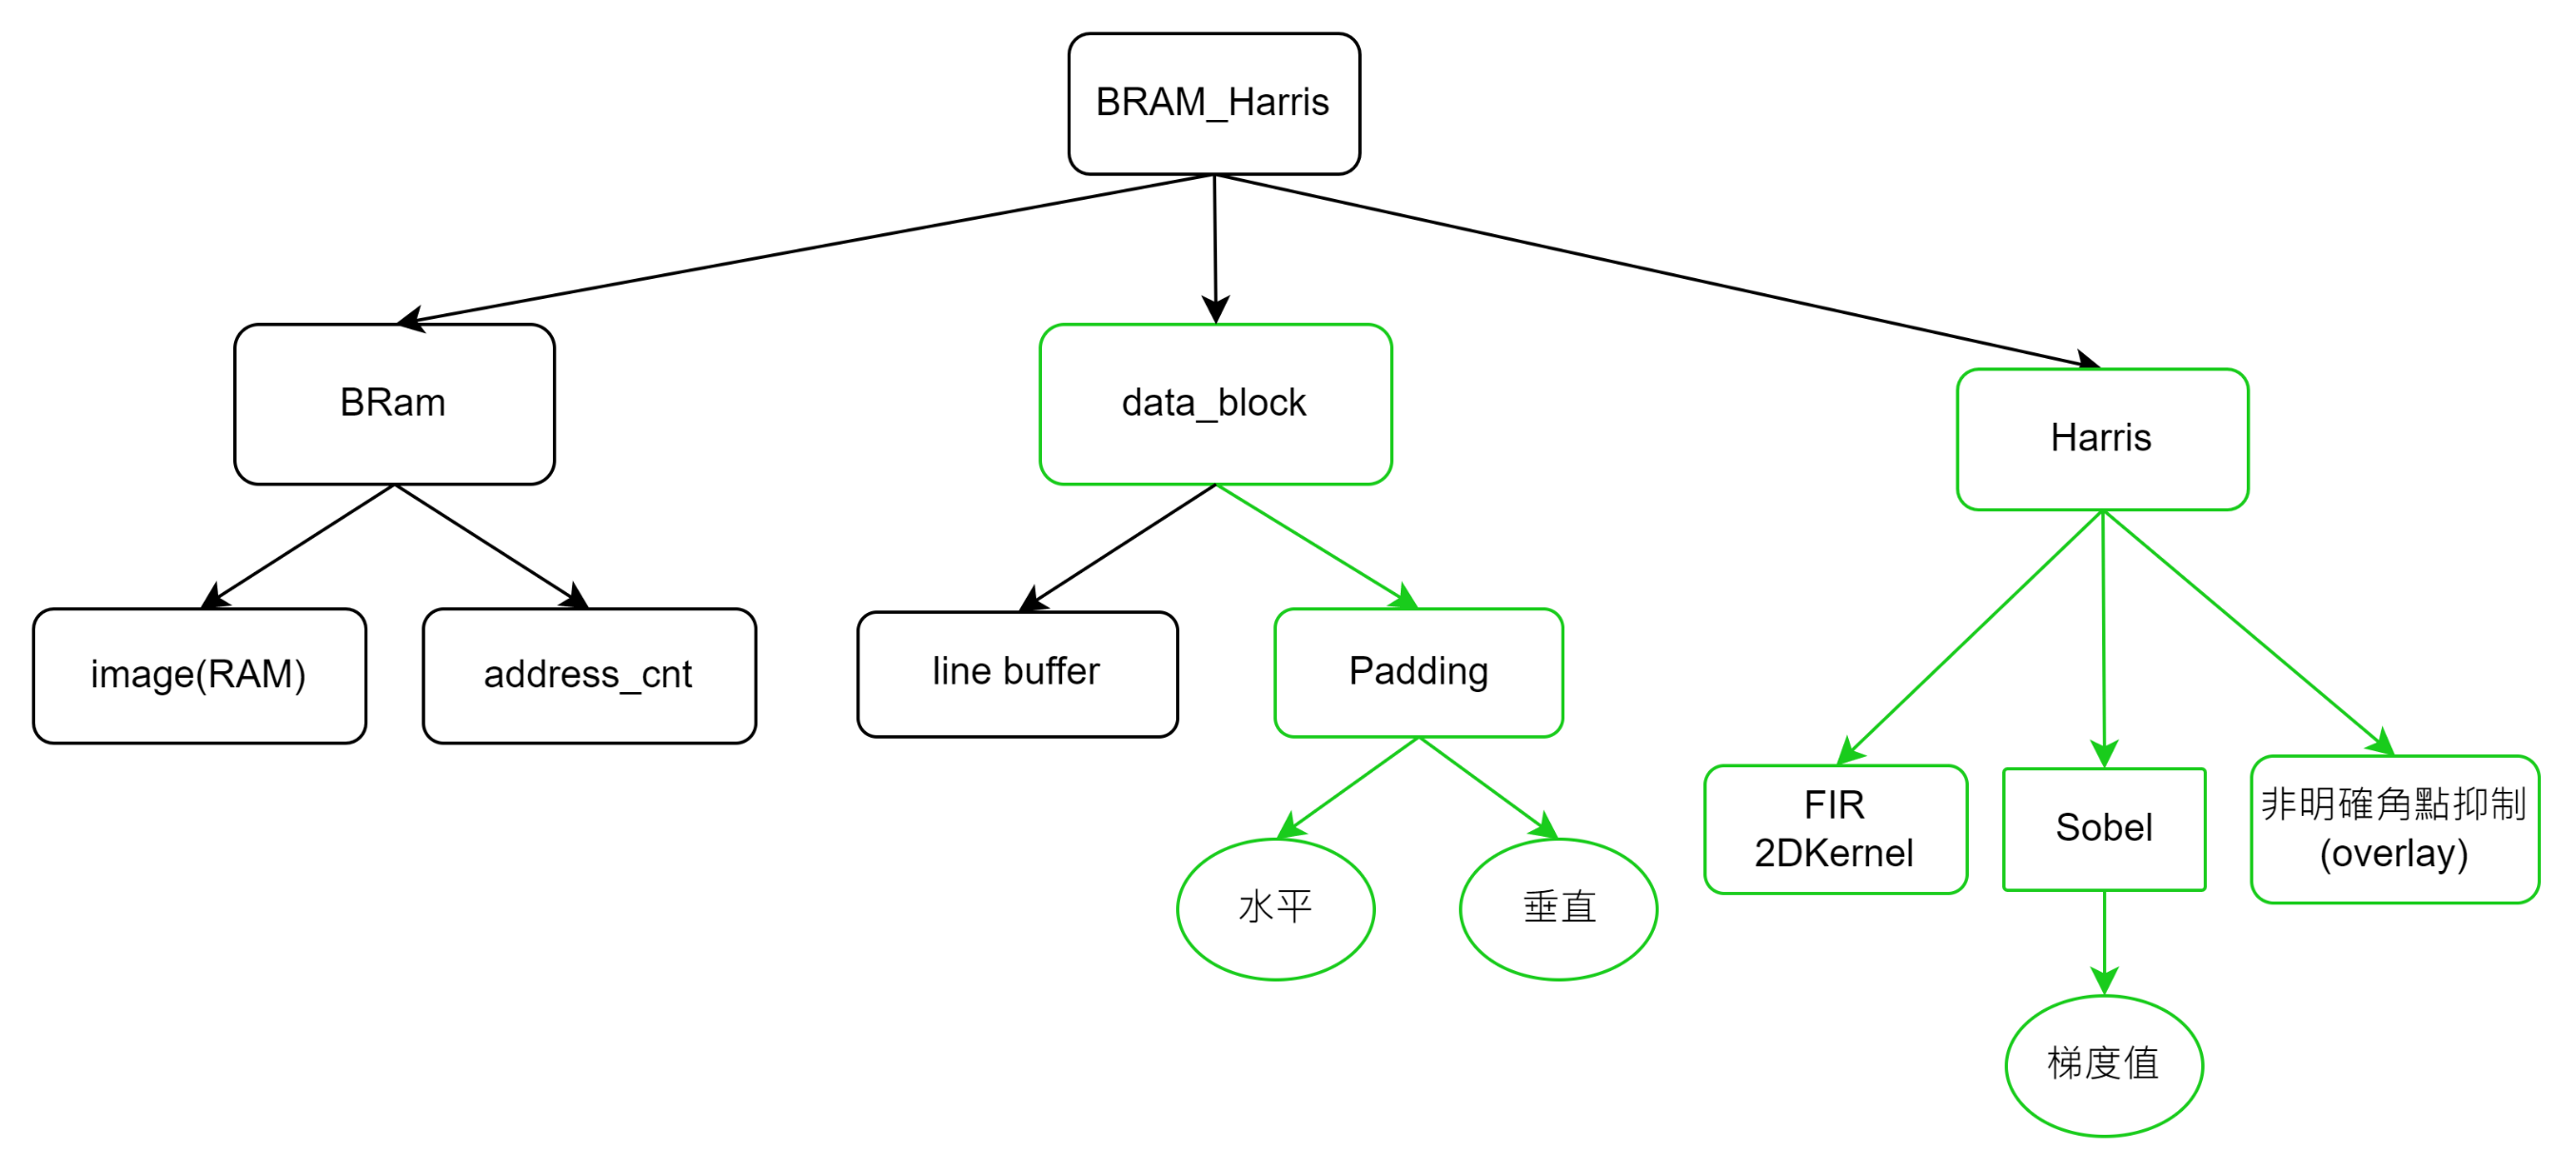 BRAM_Harris
BRam
data_block
Harris
image(RAM)
address_cnt
line buffer
Padding
FIR
2DKernel
Sobel
非明確角點抑制
(overlay)
水平
垂直
梯度值